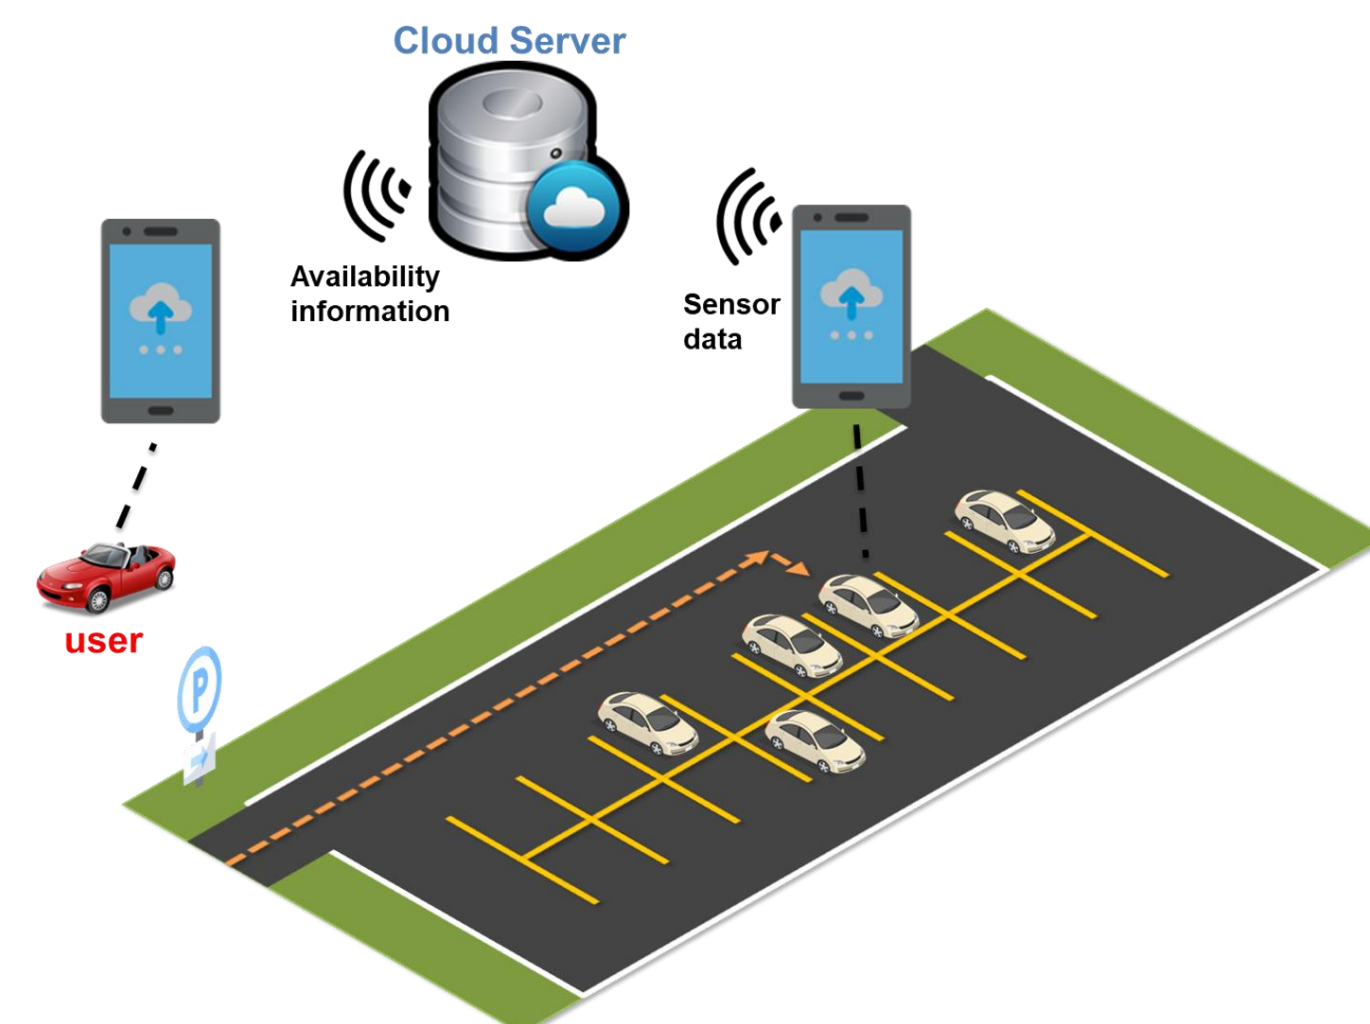 Cloud Server
Availability
information
Sensor
data
user
P